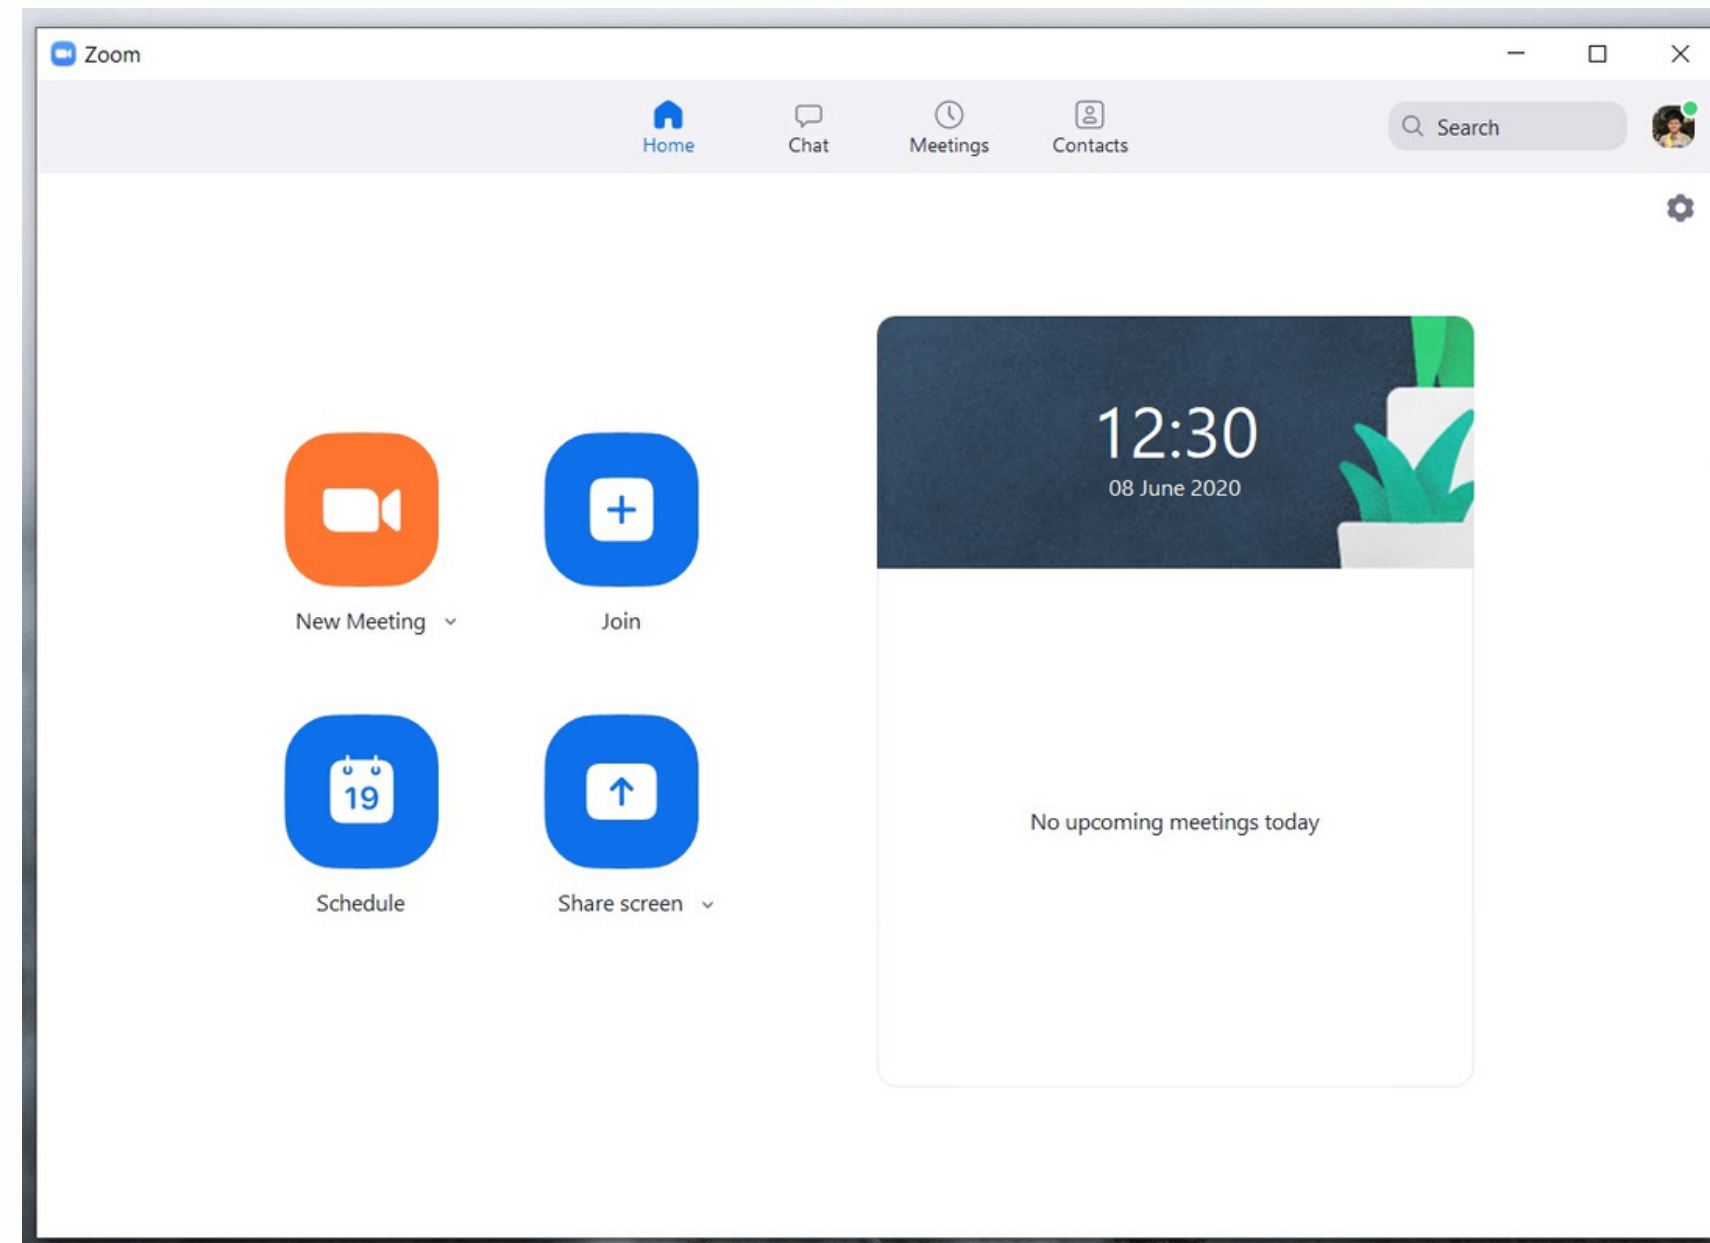 Zoom
Home
Chat
Meetings
Contacts
Search
12:30
08 June 2020
New Meeting
Join
19
Schedule
Share screen
No upcoming meetings today